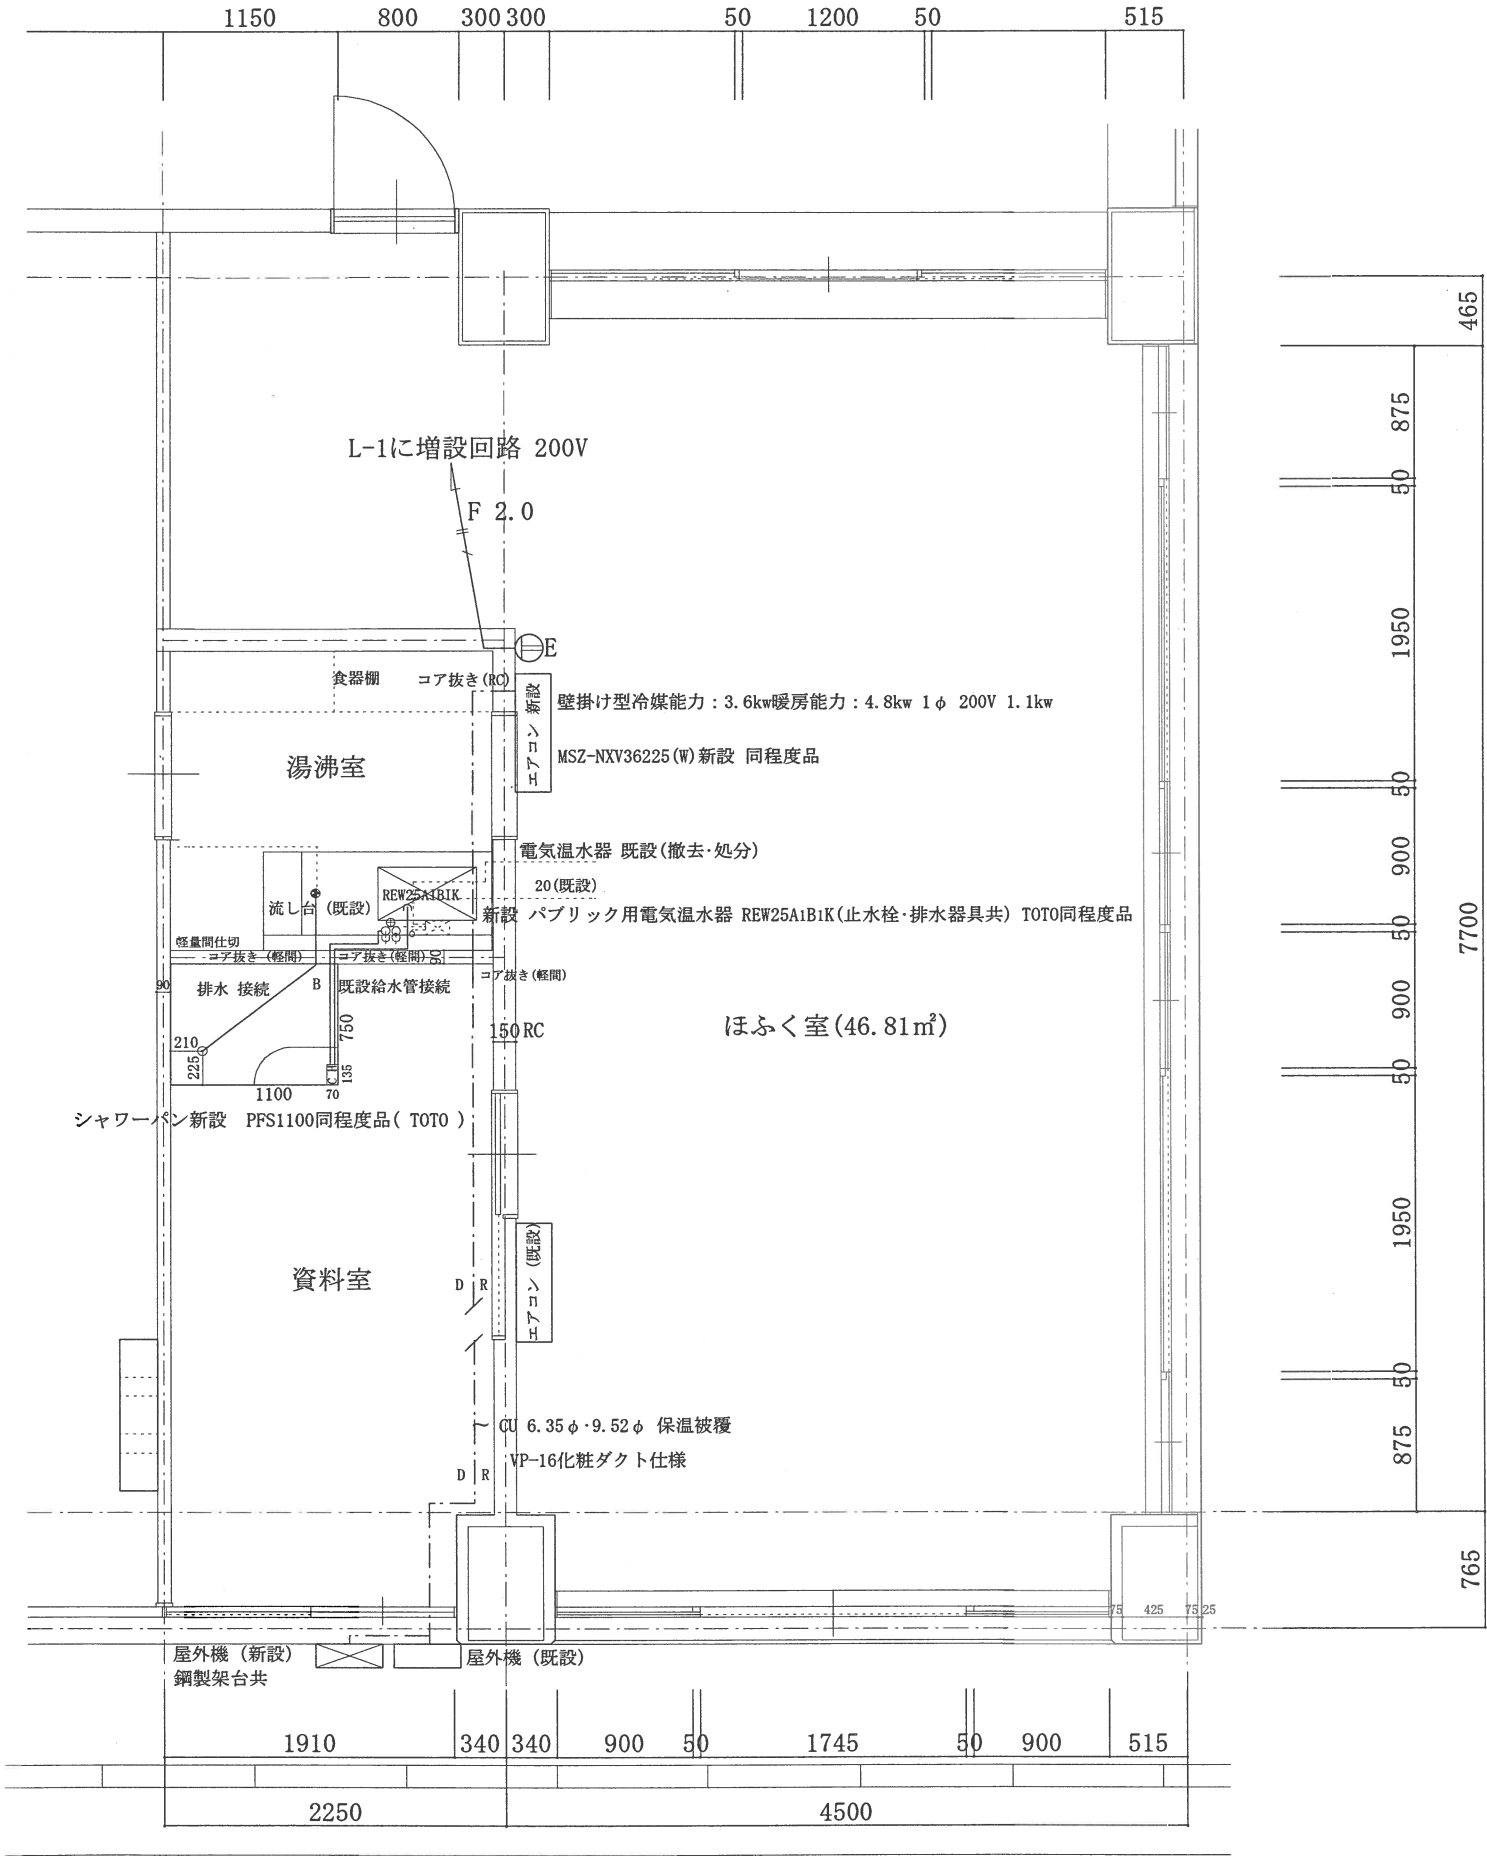 1150 800 300 300 50 1200 50 515
465
875
50
1950
50
900
50
900
50
1950
50
875
7700
765
L-1に増設回路 200V
F 2.0
E
食器棚 コア抜き(RC)
エアコン 新設
壁掛け型冷媒能力：3.6kw暖房能力：4.8kw 1φ 200V 1.1kw
MSZ-NXV36225(W)新設 同程度品
湯沸室
電気温水器 既設(撤去・処分)
20(既設)
REW25A1B1K
流し台 (既設)
新設 パブリック用電気温水器 REW25A1B1K(止水栓・排水器具共) TOTO同程度品
軽量間仕切
コア抜き (軽間)
コア抜き(軽間)
90
コア抜き(軽間)
90
排水 接続
B
既設給水管接続
750
150RC
ほふく室(46.81㎡)
210
225
1100
C H
135
70
シャワーパン新設 PFS1100同程度品( TOTO )
資料室
D R
エアコン (既設)
CU 6.35φ・9.52φ 保温被覆
VP-16化粧ダクト仕様
D R
75 425 75 25
屋外機 (新設)
鋼製架台共
屋外機 (既設)
1910 340 340 900 50 1745 50 900 515
2250 4500